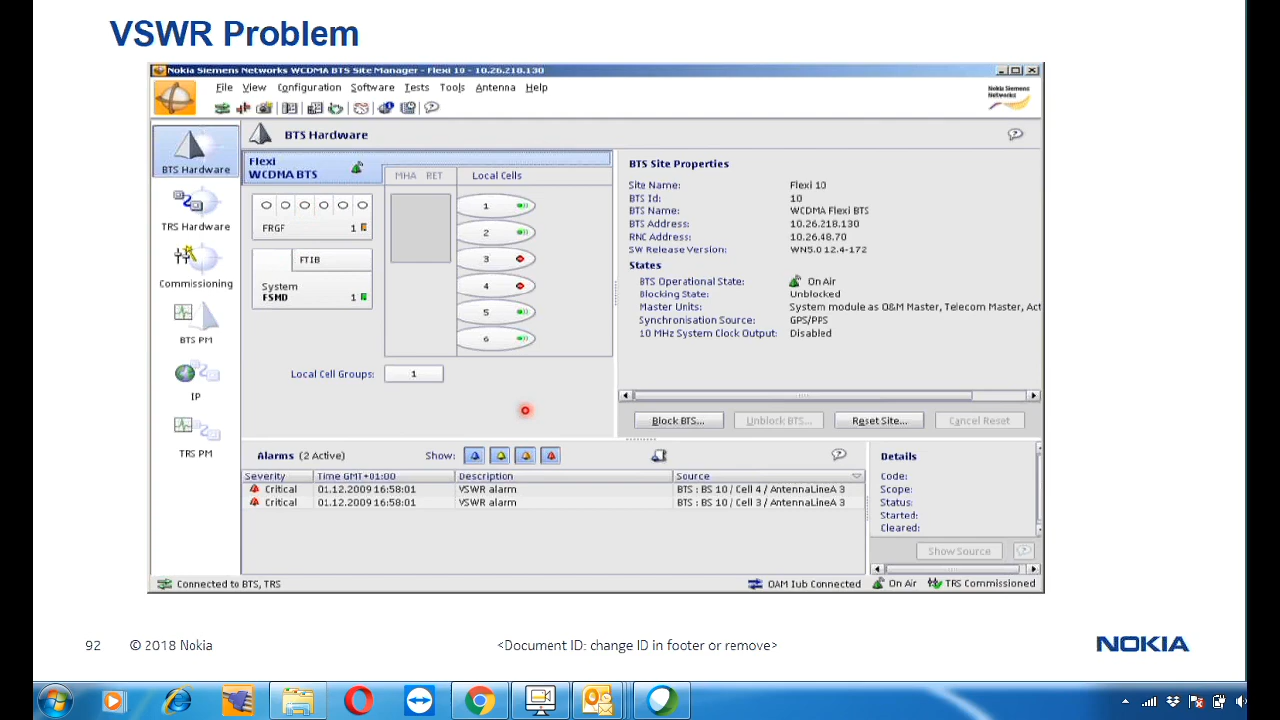 VSWR Problem
Nokia Siemens Networks WCDMA BTS Site Manager - Flexi 10 - 10.26.218.130
File View Configuration Software Tests Tools Antenna Help
Nokia Siemens
Networks
BTS Hardware
BTS Hardware
TRS Hardware
Commissioning
BTS PM
IP
TRS PM
Flexi
WCDMA BTS
MHA RET Local Cells
FRGF 1
FTIB
System
FSMD 1
1
2
3
4
5
6
Local Cell Groups: 1
BTS Site Properties
Site Name: Flexi 10
BTS Id: 10
BTS Name: WCDMA Flexi BTS
BTS Address: 10.26.218.130
RNC Address: 10.26.48.70
SW Release Version: WN5.0 12.4-172
States
BTS Operational State: On Air
Blocking State: Unblocked
Master Units: System module as O&M Master, Telecom Master, Act
Synchronisation Source: GPS/PPS
10 MHz System Clock Output: Disabled
Block BTS... Unblock BTS... Reset Site... Cancel Reset
Alarms (2 Active) Show:
Severity Time GMT+01:00 Description Source
Critical 01.12.2009 16:58:01 VSWR alarm BTS : BS 10 / Cell 4 / AntennaLineA 3
Critical 01.12.2009 16:58:01 VSWR alarm BTS : BS 10 / Cell 3 / AntennaLineA 3
Details
Code:
Scope:
Status:
Started:
Cleared:
Show Source
Connected to BTS, TRS OAM Iub Connected On Air TRS Commissioned
92 © 2018 Nokia <Document ID: change ID in footer or remove> NOKIA